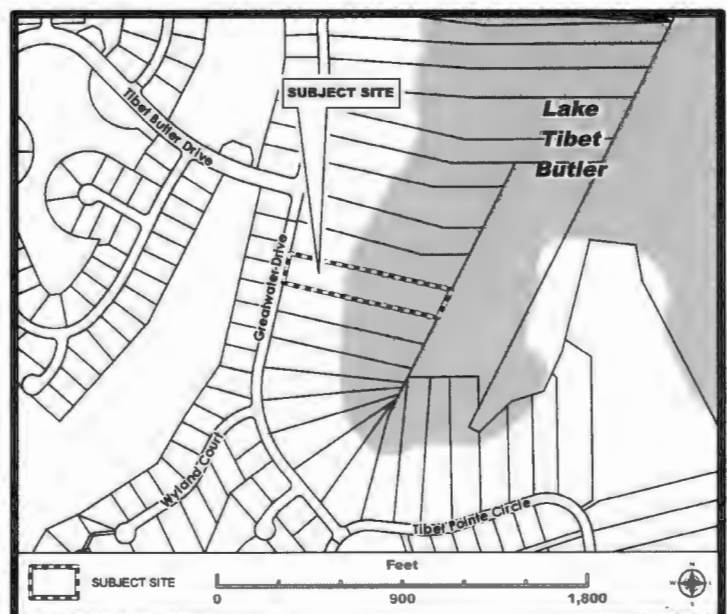 SUBJECT SITE
Lake
Tibet
Butler
Tibet Butler Drive
Greatwater Drive
Wyland Court
Tibet Pointe Circle
SUBJECT SITE
Feet
0 900 1,800
N
W
S